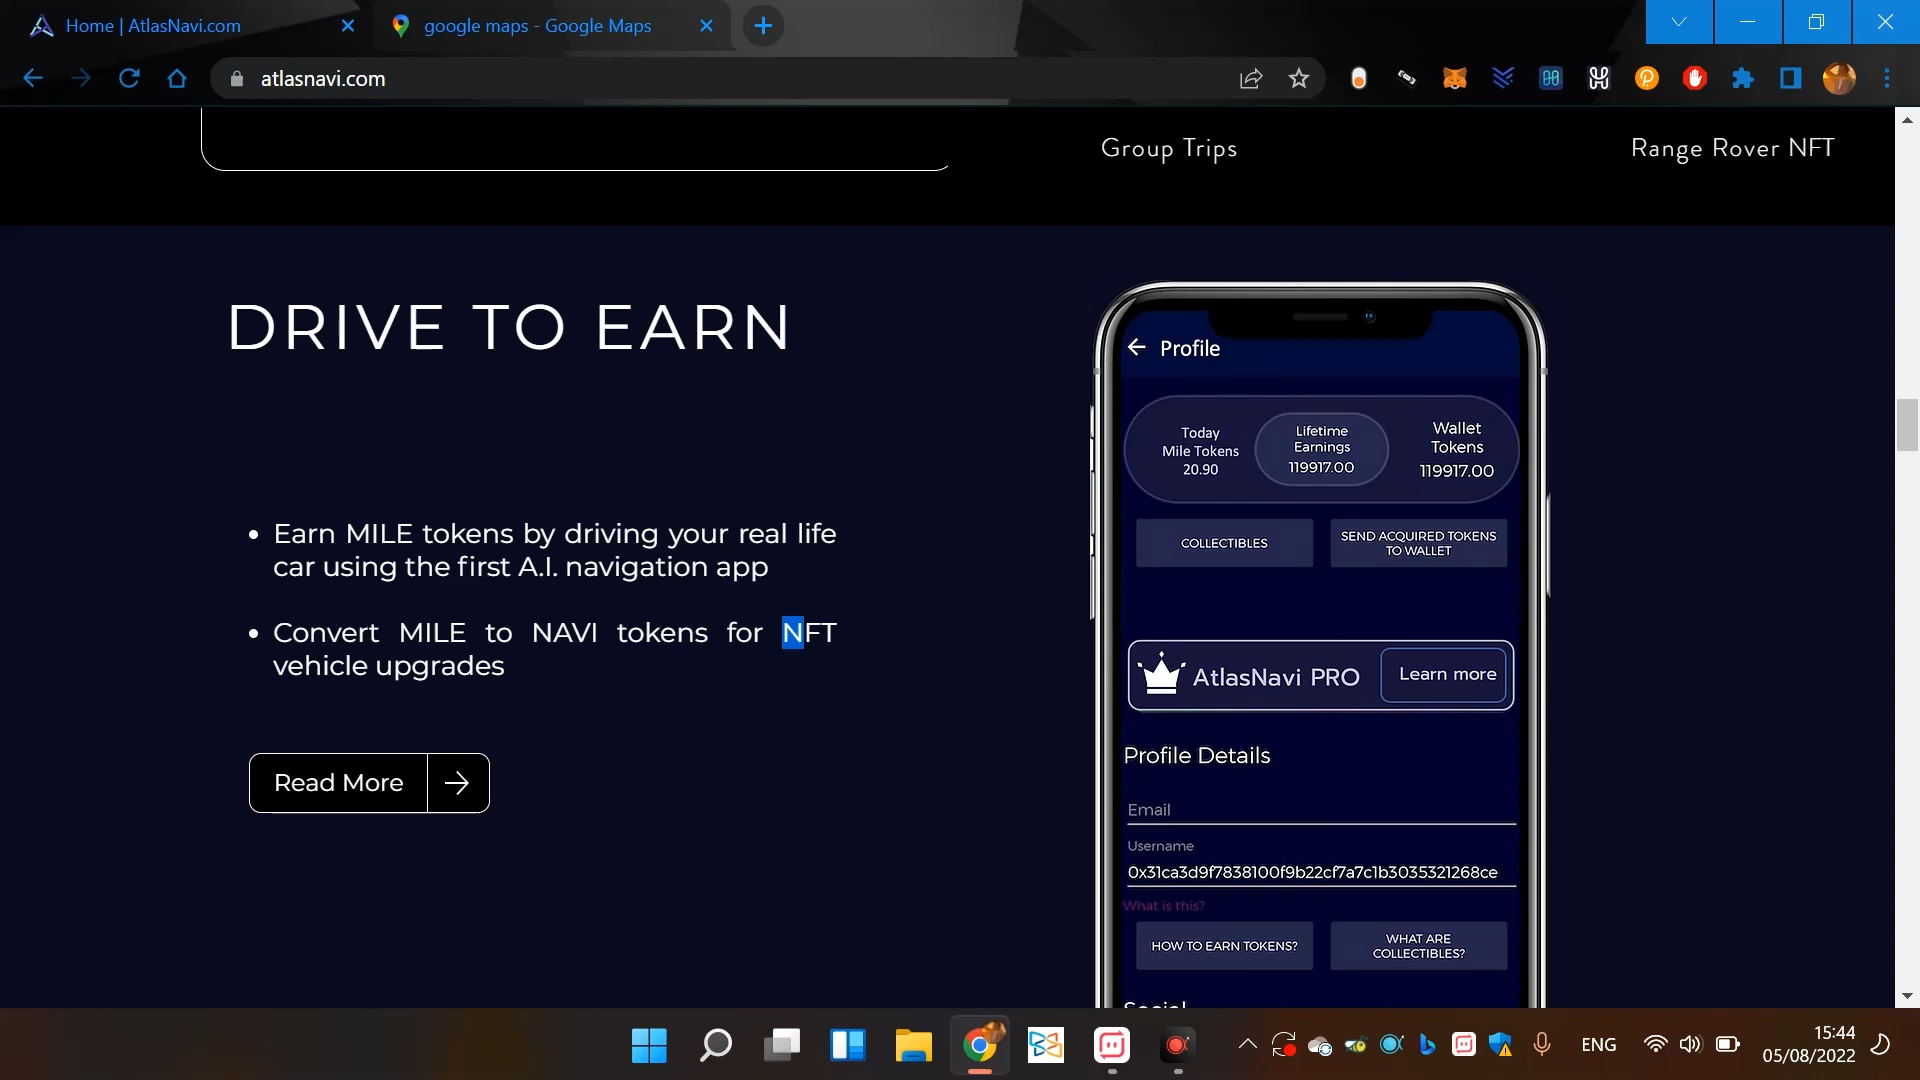 Home | AtlasNavi.com
google maps - Google Maps
atlasnavi.com
Group Trips
Range Rover NFT
DRIVE TO EARN
• Earn MILE tokens by driving your real life
car using the first A.I. navigation app
• Convert MILE to NAVI tokens for NFT
vehicle upgrades
Read More
Profile
Today
Mile Tokens
20.90
Lifetime
Earnings
119917.00
Wallet
Tokens
119917.00
COLLECTIBLES
SEND ACQUIRED TOKENS
TO WALLET
AtlasNavi PRO
Learn more
Profile Details
Email
Username
0x31ca3d9f7838100f9b22cf7a7c1b3035321268ce
What is this?
HOW TO EARN TOKENS?
WHAT ARE
COLLECTIBLES?
Social
ENG
15:44
05/08/2022